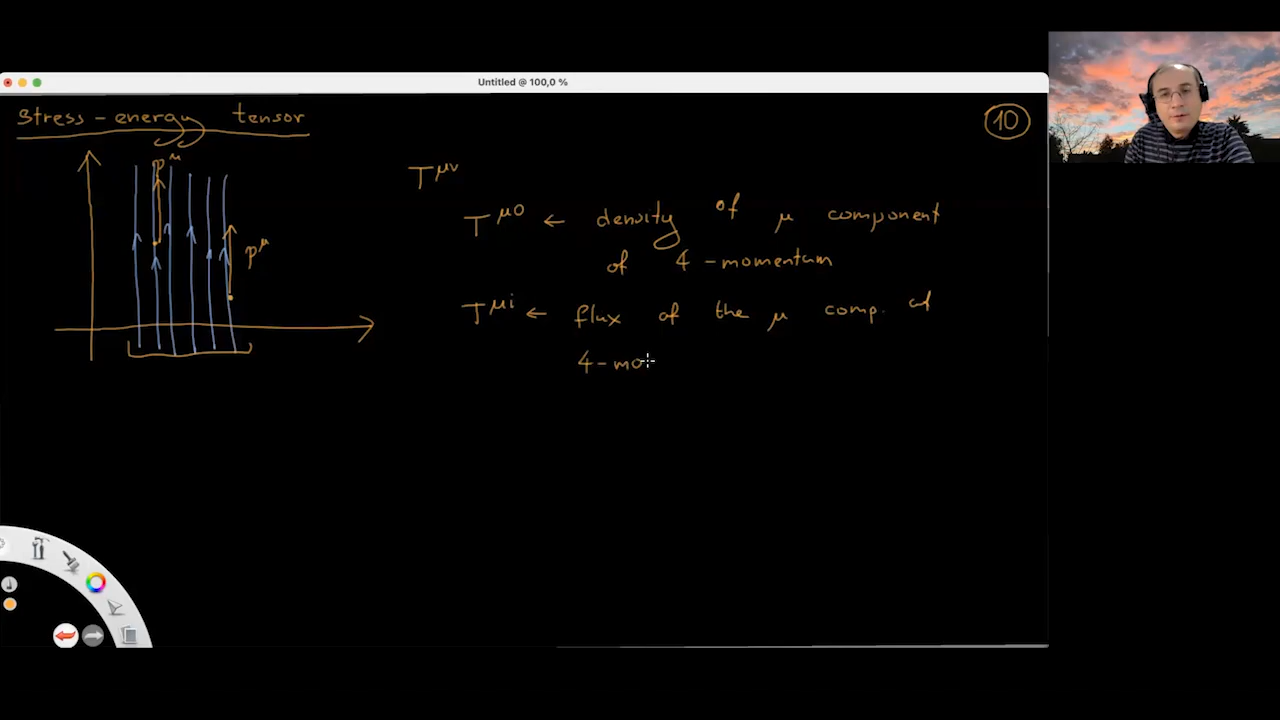 Untitled @ 100,0 %
Stress-energy tensor
10
p^μ
T^μν
T^μ0 ← density of μ component
p^μ
of 4-momentum
T^μi ← flux of the μ comp. of
4-mo